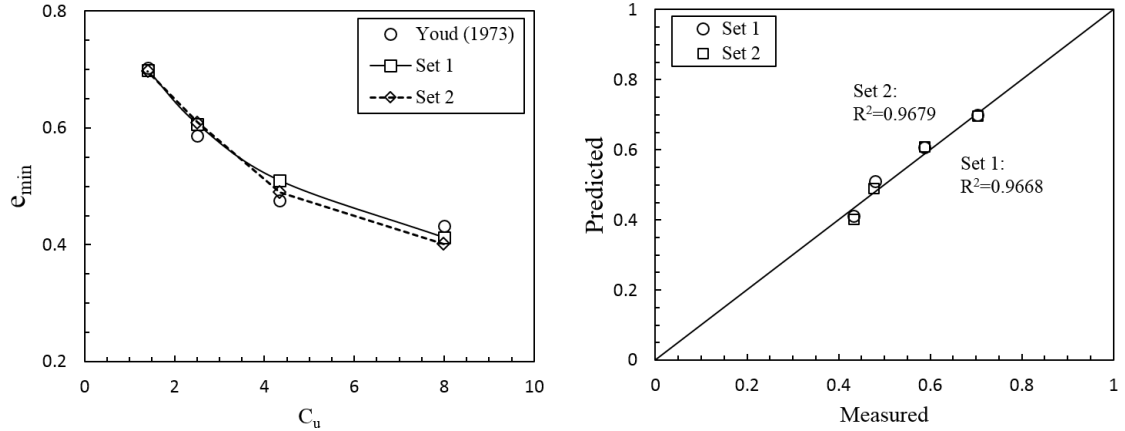 0.8
0.6
0.4
0.2
e_min
0 2 4 6 8 10
C_u
Youd (1973)
Set 1
Set 2
1
0.8
0.6
0.4
0.2
0
Predicted
0 0.2 0.4 0.6 0.8 1
Measured
Set 1
Set 2
Set 2:
R²=0.9679
Set 1:
R²=0.9668